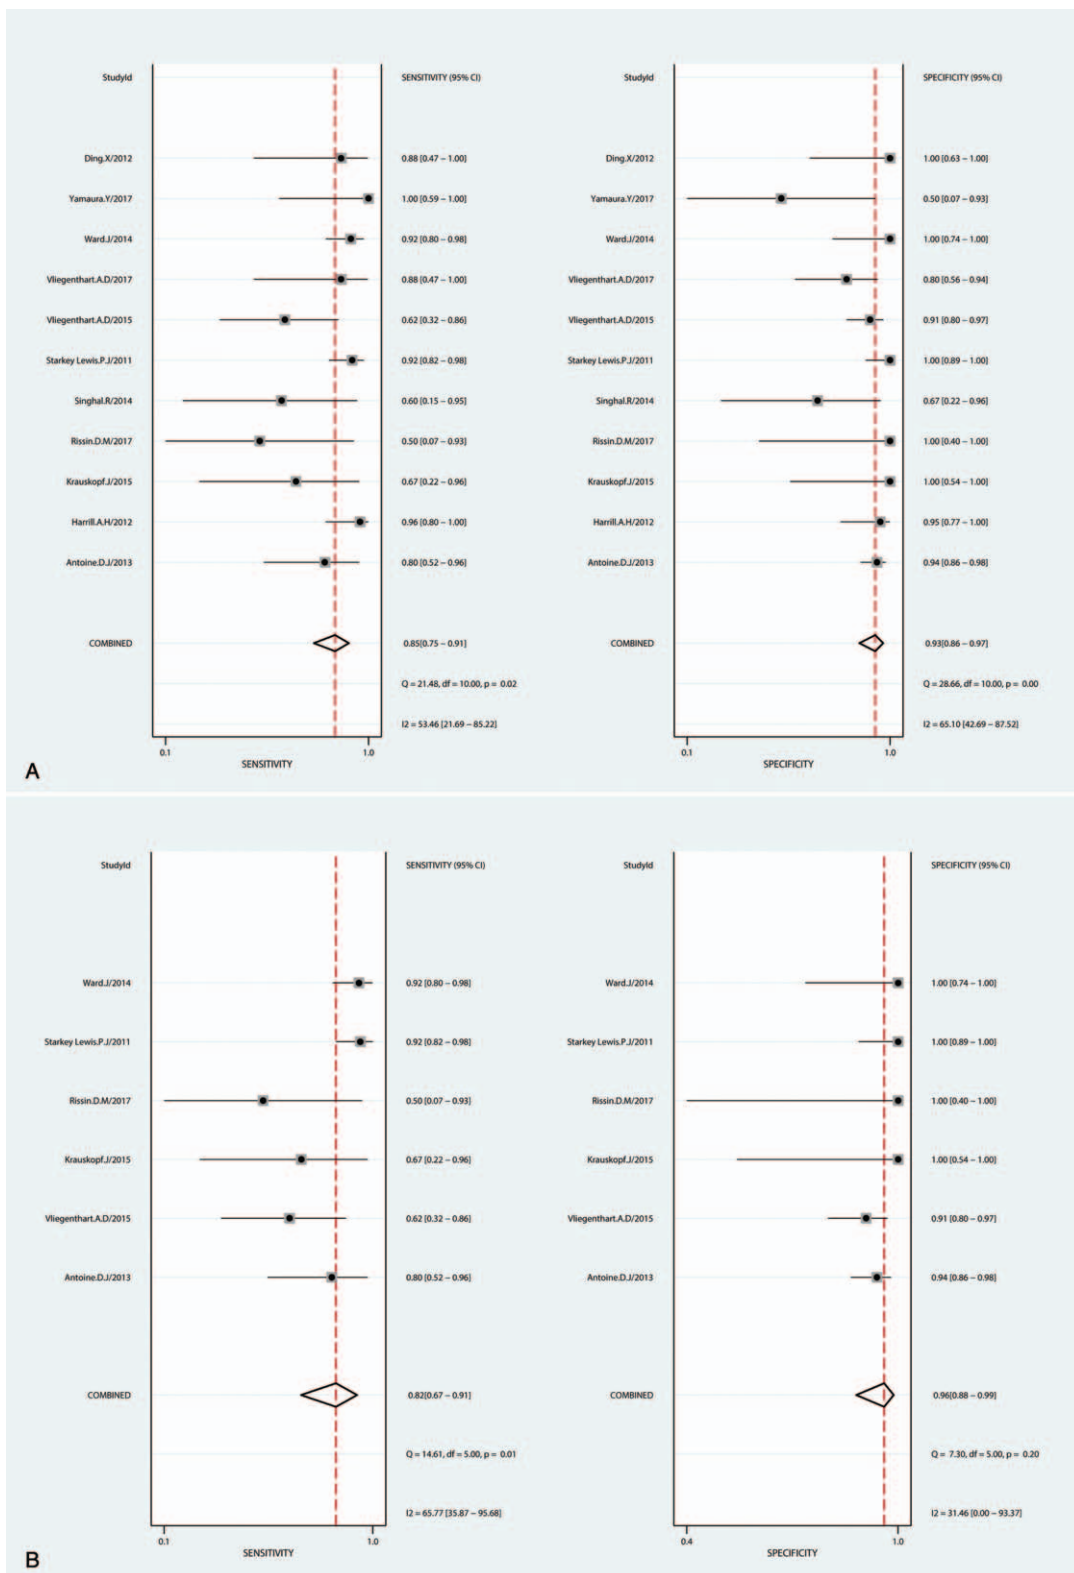 StudyId SENSITIVITY (95% CI)
Ding.X/2012 0.88 [0.47 – 1.00]
Yamaura.Y/2017 1.00 [0.59 – 1.00]
Ward.J/2014 0.92 [0.80 – 0.98]
Vliegenthart.A.D/2017 0.88 [0.47 – 1.00]
Vliegenthart.A.D/2015 0.62 [0.32 – 0.86]
Starkey Lewis.P.J/2011 0.92 [0.82 – 0.98]
Singhal.R/2014 0.60 [0.15 – 0.95]
Rissin.D.M/2017 0.50 [0.07 – 0.93]
Krauskopf.J/2015 0.67 [0.22 – 0.96]
Harrill.A.H/2012 0.96 [0.80 – 1.00]
Antoine.D.J/2013 0.80 [0.52 – 0.96]
COMBINED 0.85[0.75 – 0.91]
Q = 21.48, df = 10.00, p = 0.02
I2 = 53.46 [21.69 – 85.22]
0.1 1.0
SENSITIVITY
StudyId SPECIFICITY (95% CI)
Ding.X/2012 1.00 [0.63 – 1.00]
Yamaura.Y/2017 0.50 [0.07 – 0.93]
Ward.J/2014 1.00 [0.74 – 1.00]
Vliegenthart.A.D/2017 0.80 [0.56 – 0.94]
Vliegenthart.A.D/2015 0.91 [0.80 – 0.97]
Starkey Lewis.P.J/2011 1.00 [0.89 – 1.00]
Singhal.R/2014 0.67 [0.22 – 0.96]
Rissin.D.M/2017 1.00 [0.40 – 1.00]
Krauskopf.J/2015 1.00 [0.54 – 1.00]
Harrill.A.H/2012 0.95 [0.77 – 1.00]
Antoine.D.J/2013 0.94 [0.86 – 0.98]
COMBINED 0.93[0.86 – 0.97]
Q = 28.66, df = 10.00, p = 0.00
I2 = 65.10 [42.69 – 87.52]
0.1 1.0
SPECIFICITY
A
StudyId SENSITIVITY (95% CI)
Ward.J/2014 0.92 [0.80 – 0.98]
Starkey Lewis.P.J/2011 0.92 [0.82 – 0.98]
Rissin.D.M/2017 0.50 [0.07 – 0.93]
Krauskopf.J/2015 0.67 [0.22 – 0.96]
Vliegenthart.A.D/2015 0.62 [0.32 – 0.86]
Antoine.D.J/2013 0.80 [0.52 – 0.96]
COMBINED 0.82[0.67 – 0.91]
Q = 14.61, df = 5.00, p = 0.01
I2 = 65.77 [35.87 – 95.68]
0.1 1.0
SENSITIVITY
StudyId SPECIFICITY (95% CI)
Ward.J/2014 1.00 [0.74 – 1.00]
Starkey Lewis.P.J/2011 1.00 [0.89 – 1.00]
Rissin.D.M/2017 1.00 [0.40 – 1.00]
Krauskopf.J/2015 1.00 [0.54 – 1.00]
Vliegenthart.A.D/2015 0.91 [0.80 – 0.97]
Antoine.D.J/2013 0.94 [0.86 – 0.98]
COMBINED 0.96[0.88 – 0.99]
Q = 7.30, df = 5.00, p = 0.20
I2 = 31.46 [0.00 – 93.37]
0.4 1.0
SPECIFICITY
B